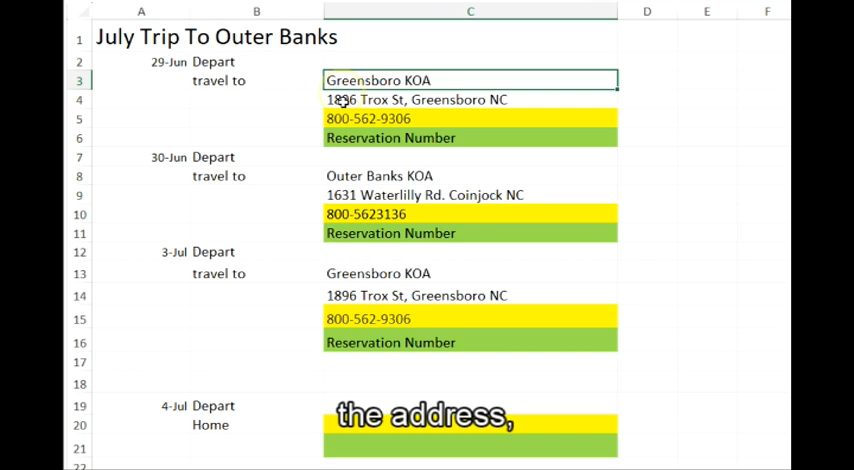 A B C D E F
1 July Trip To Outer Banks
2 29-Jun Depart
3 travel to Greensboro KOA
4 1896 Trox St, Greensboro NC
5 800-562-9306
6 Reservation Number
7 30-Jun Depart
8 travel to Outer Banks KOA
9 1631 Waterlilly Rd. Coinjock NC
10 800-5623136
11 Reservation Number
12 3-Jul Depart
13 travel to Greensboro KOA
14 1896 Trox St, Greensboro NC
15 800-562-9306
16 Reservation Number
17
18
19 4-Jul Depart
the address,
20 Home
21
22